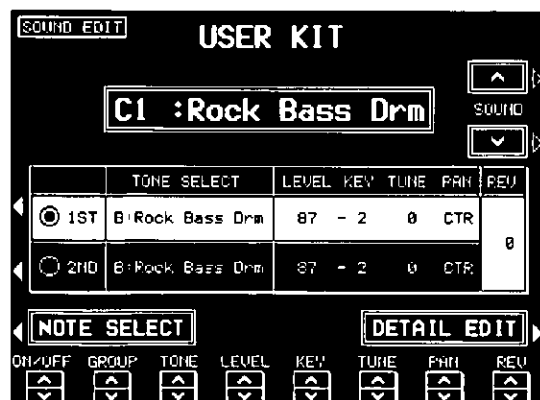 SOUND EDIT
USER KIT
C1 :Rock Bass Drm
SOUND
TONE SELECT LEVEL KEY TUNE PAN REV
1ST B:Rock Bass Drm 87 - 2 0 CTR
0
2ND B:Rock Bass Drm 87 - 2 0 CTR
NOTE SELECT DETAIL EDIT
ON/OFF GROUP TONE LEVEL KEY TUNE PAN REV